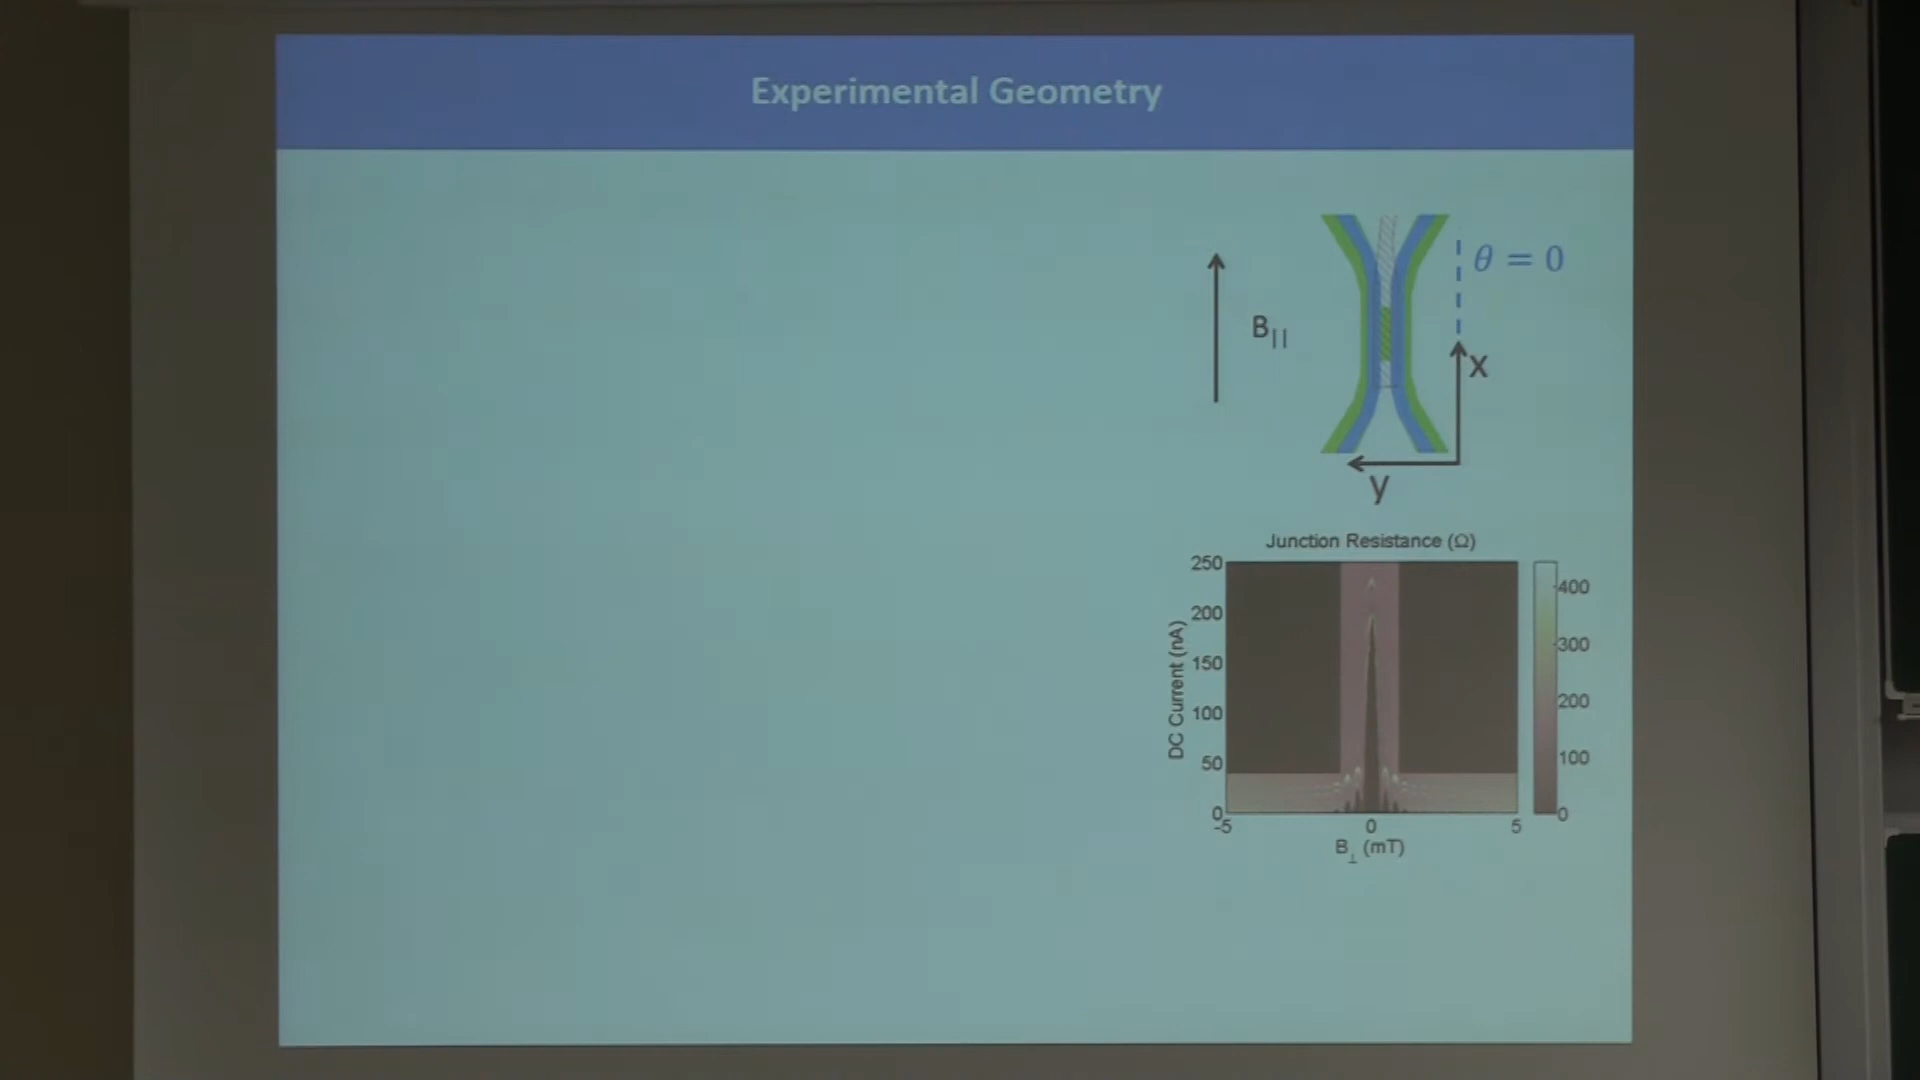 Experimental Geometry
θ = 0
B||
x
y
Junction Resistance (Ω)
250
200
150
100
50
0
DC Current (nA)
-5
0
5
B⊥ (mT)
400
300
200
100
0